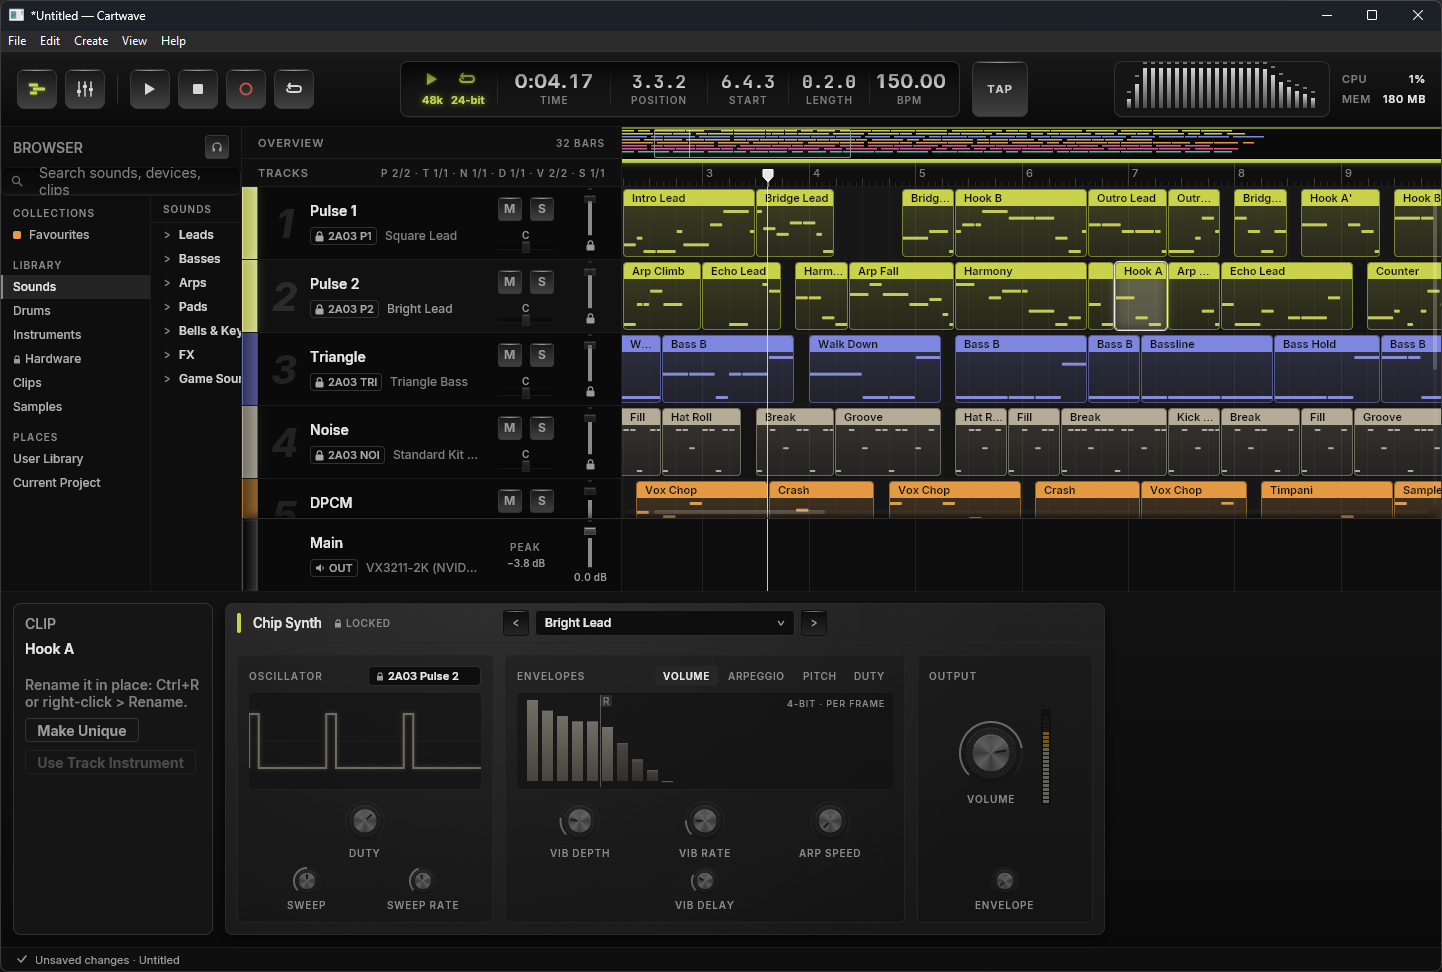 *Untitled — Cartwave
File Edit Create View Help
48k 24-bit
0:04.17
TIME
3.3.2
POSITION
6.4.3
START
0.2.0
LENGTH
150.00
BPM
TAP
CPU 1%
MEM 180 MB
BROWSER
Search sounds, devices, clips
COLLECTIONS
Favourites
LIBRARY
Sounds
Drums
Instruments
Hardware
Clips
Samples
PLACES
User Library
Current Project
SOUNDS
> Leads
> Basses
> Arps
> Pads
> Bells & Key
> FX
> Game Soun
OVERVIEW 32 BARS
TRACKS P 2/2 · T 1/1 · N 1/1 · D 1/1 · V 2/2 · S 1/1
3 4 5 6 7 8 9
1 Pulse 1 M S
2A03 P1 Square Lead C
Intro Lead Bridge Lead Bridg... Hook B Outro Lead Outr... Bridg... Hook A' Hook B
2 Pulse 2 M S
2A03 P2 Bright Lead C
Arp Climb Echo Lead Harm... Arp Fall Harmony Hook A Arp ... Echo Lead Counter
3 Triangle M S
2A03 TRI Triangle Bass C
W... Bass B Walk Down Bass B Bass B Bassline Bass Hold Bass B
4 Noise M S
2A03 NOI Standard Kit ... C
Fill Hat Roll Break Groove Hat R... Fill Break Kick ... Break Fill Groove
5 DPCM M S
Vox Chop Crash Vox Chop Crash Vox Chop Timpani Sample
Main
OUT VX3211-2K (NVID...
PEAK
−3.8 dB
0.0 dB
CLIP
Hook A
Rename it in place: Ctrl+R
or right-click > Rename.
Make Unique
Use Track Instrument
Chip Synth LOCKED < Bright Lead >
OSCILLATOR 2A03 Pulse 2
DUTY
SWEEP SWEEP RATE
ENVELOPES VOLUME ARPEGGIO PITCH DUTY
R 4-BIT · PER FRAME
VIB DEPTH VIB RATE ARP SPEED
VIB DELAY
OUTPUT
VOLUME
ENVELOPE
Unsaved changes · Untitled